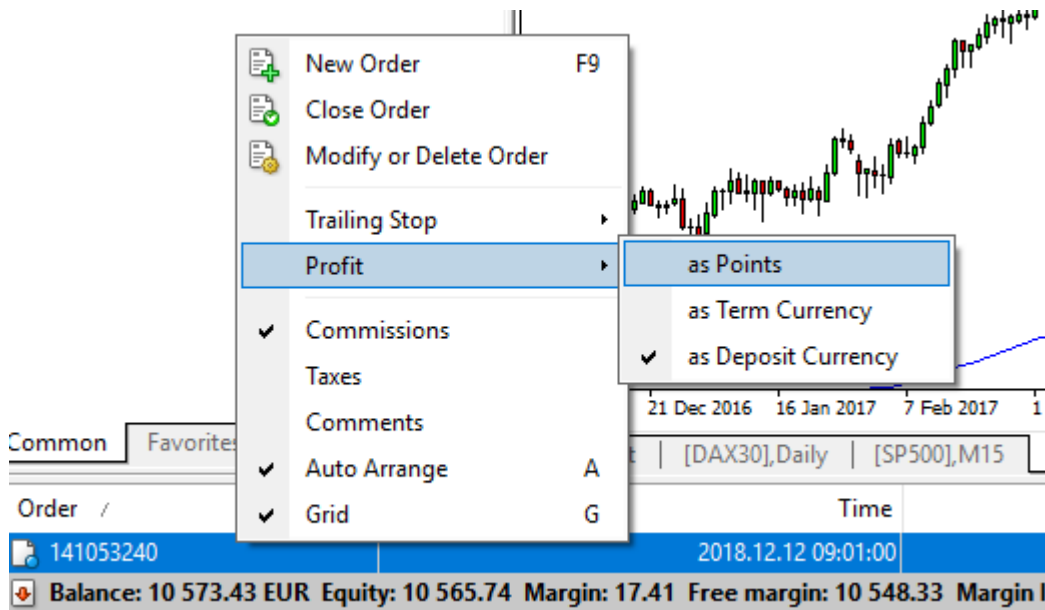 New Order F9
Close Order
Modify or Delete Order
Trailing Stop
Profit
as Points
as Term Currency
as Deposit Currency
Commissions
Taxes
Comments
Auto Arrange A
Grid G
21 Dec 2016 16 Jan 2017 7 Feb 2017 1
Common Favorites [DAX30],Daily | [SP500],M15
Order / Time
141053240 2018.12.12 09:01:00
Balance: 10 573.43 EUR Equity: 10 565.74 Margin: 17.41 Free margin: 10 548.33 Margin